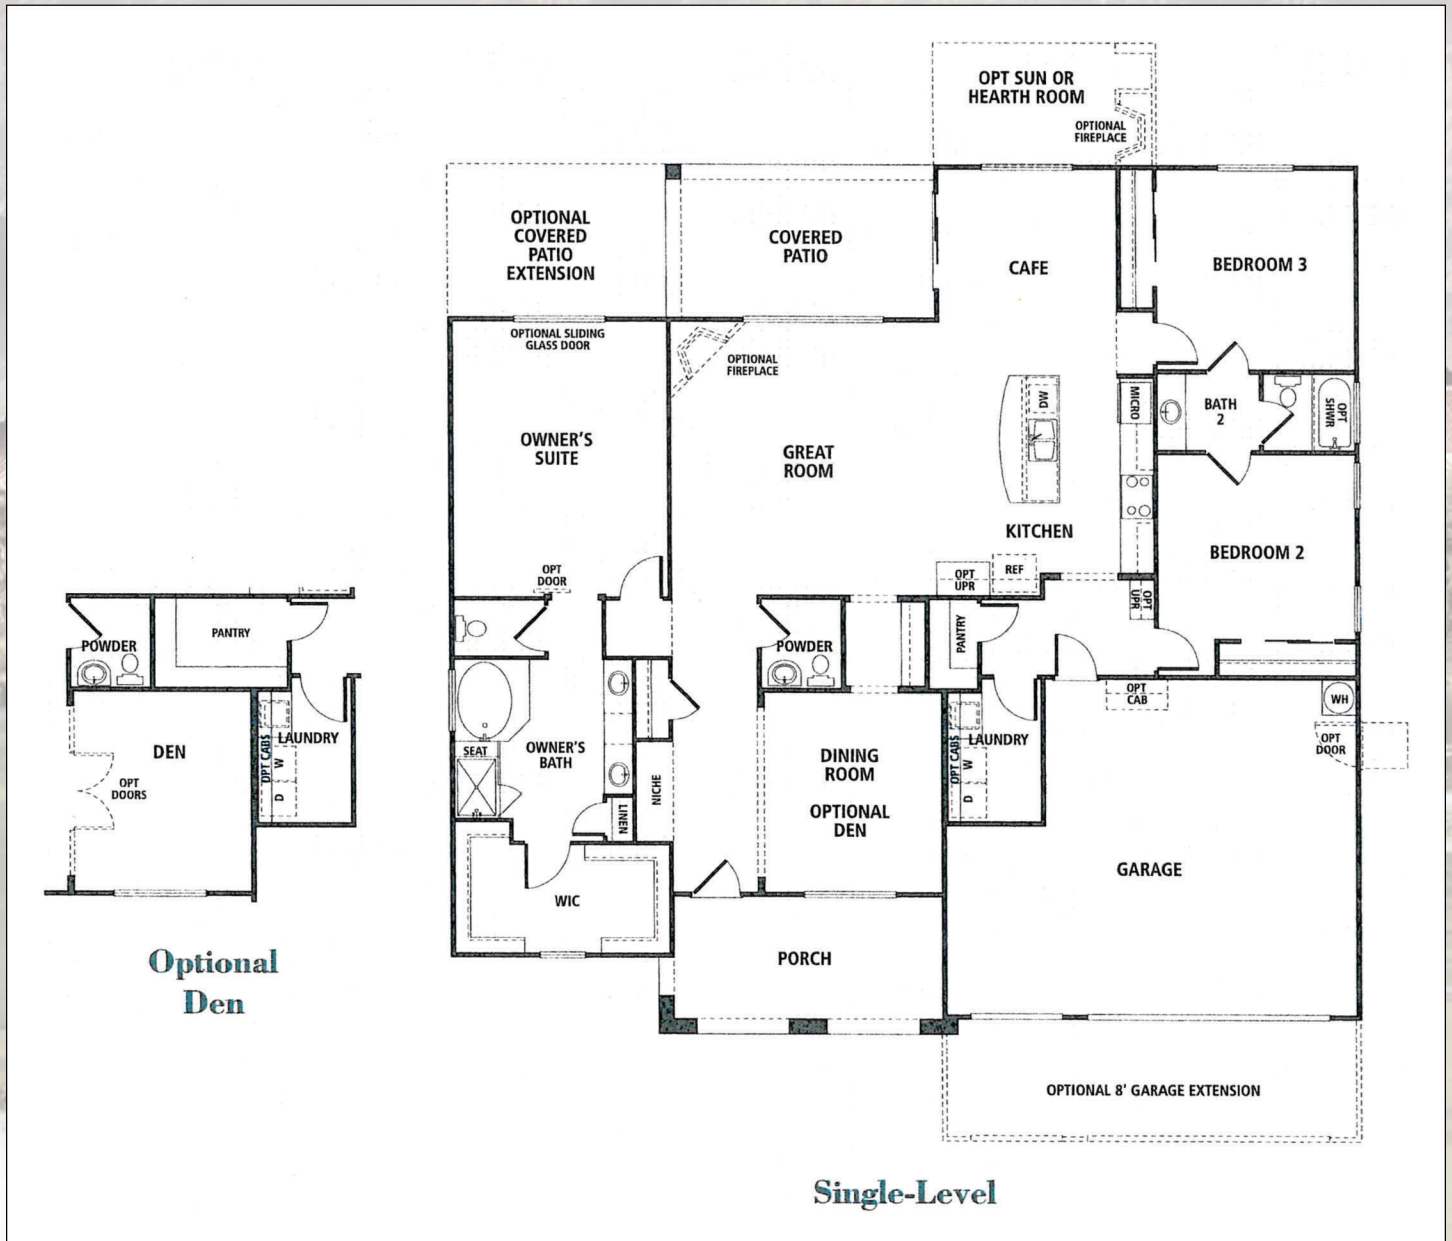 OPT SUN OR
HEARTH ROOM
OPTIONAL
FIREPLACE
OPTIONAL
COVERED
PATIO
EXTENSION
COVERED
PATIO
CAFE
BEDROOM 3
OPTIONAL SLIDING
GLASS DOOR
OPTIONAL
FIREPLACE
DW
MICRO
BATH
2
OPT
SHWR
OWNER'S
SUITE
GREAT
ROOM
KITCHEN
BEDROOM 2
OPT
DOOR
OPT
UPR
REF
OPT
UPR
POWDER
PANTRY
POWDER
PANTRY
OPT
CAB
WH
OPT
DOOR
DEN
OPT
DOORS
LAUNDRY
OPT CABS
W
D
SEAT
OWNER'S
BATH
NICHE
LINEN
DINING
ROOM
OPTIONAL
DEN
LAUNDRY
OPT CABS
W
D
GARAGE
WIC
PORCH
Optional
Den
OPTIONAL 8' GARAGE EXTENSION
Single-Level